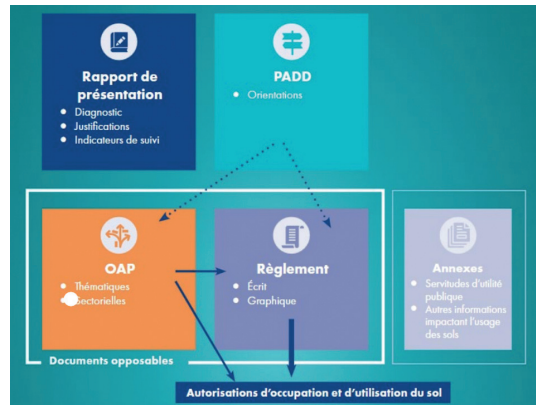 Rapport de
présentation
Diagnostic
Justifications
Indicateurs de suivi
PADD
Orientations
OAP
Thématiques
Sectorielles
Règlement
Écrit
Graphique
Annexes
Servitudes d'utilité
publique
Autres informations
impactant l'usage
des sols
Documents opposables
Autorisations d'occupation et d'utilisation du sol